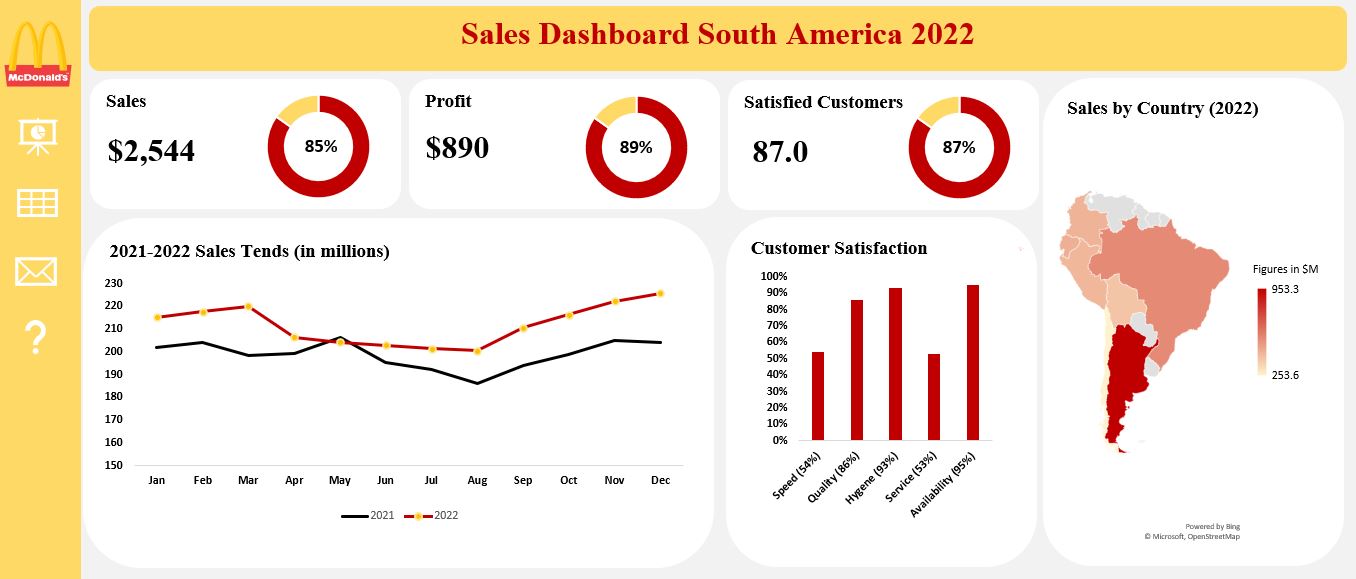 McDonald's
Sales Dashboard South America 2022
Sales
$2,544
85%
Profit
$890
89%
Satisfied Customers
87.0
87%
2021-2022 Sales Tends (in millions)
230
220
210
200
190
180
170
160
150
Jan Feb Mar Apr May Jun Jul Aug Sep Oct Nov Dec
2021 2022
Customer Satisfaction
100%
90%
80%
70%
60%
50%
40%
30%
20%
10%
0%
Speed (54%)
Quality (86%)
Hygene (93%)
Service (53%)
Availability (95%)
Sales by Country (2022)
Figures in $M
953.3
253.6
Powered by Bing
© Microsoft, OpenStreetMap